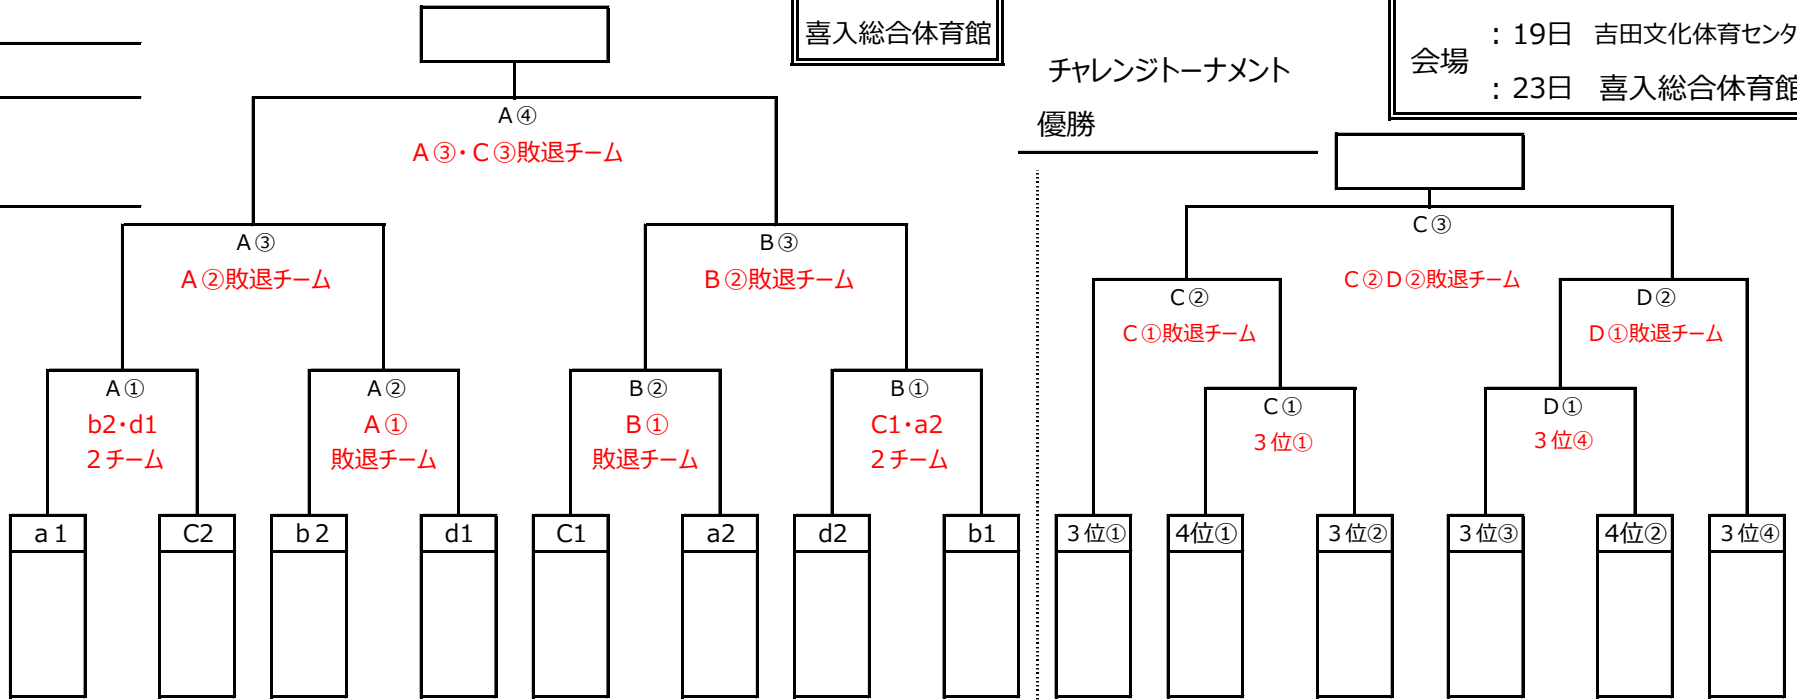 喜入総合体育館
会場
：19日 吉田文化体育センタ
：23日 喜入総合体育館
チャレンジトーナメント
優勝
A④
A③・C③敗退チーム
A③
A②敗退チーム
B③
B②敗退チーム
A①
b2・d1
2チーム
A②
A①
敗退チーム
B②
B①
敗退チーム
B①
C1・a2
2チーム
a1
C2
b2
d1
C1
a2
d2
b1
C③
C②D②敗退チーム
C②
C①敗退チーム
D②
D①敗退チーム
C①
3位①
D①
3位④
3位①
4位①
3位②
3位③
4位②
3位④